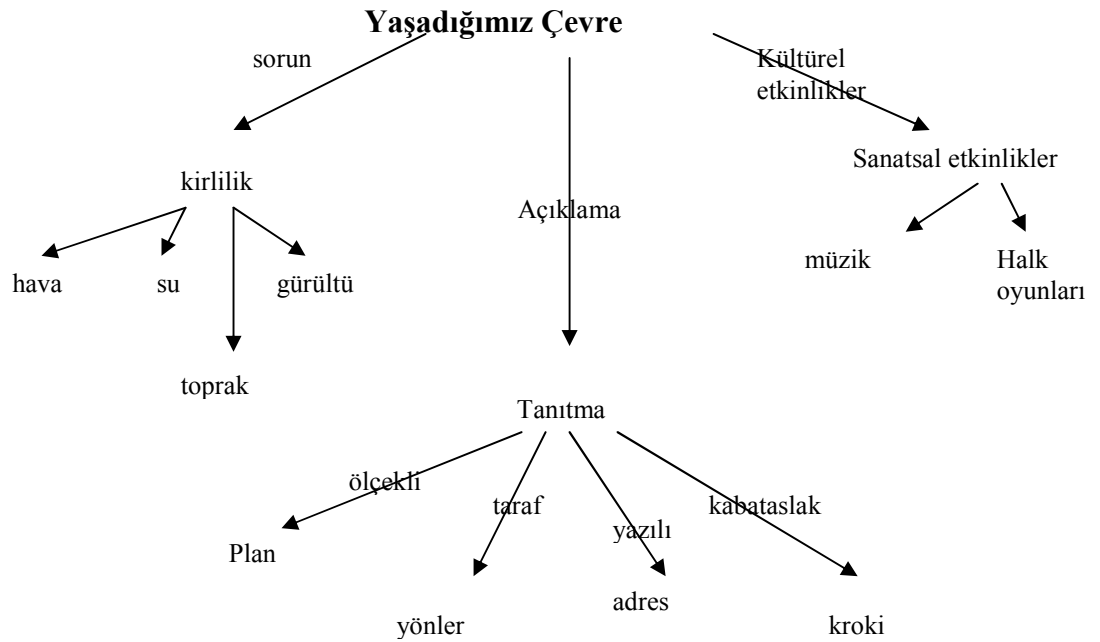 Yaşadığımız Çevre
sorun
Kültürel
etkinlikler
Sanatsal etkinlikler
kirlilik
Açıklama
müzik
Halk
oyunları
hava
su
gürültü
toprak
Tanıtma
ölçekli
taraf
kabataslak
yazılı
Plan
adres
yönler
kroki